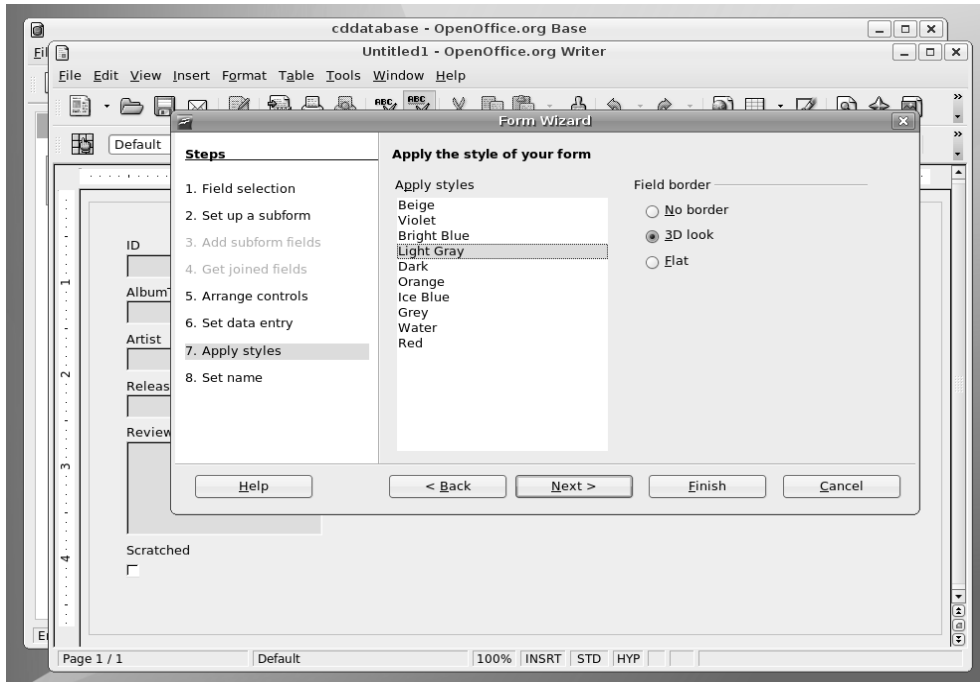 cddatabase - OpenOffice.org Base
Untitled1 - OpenOffice.org Writer
File Edit View Insert Format Table Tools Window Help
Form Wizard
Default
Steps
1. Field selection
2. Set up a subform
3. Add subform fields
4. Get joined fields
5. Arrange controls
6. Set data entry
7. Apply styles
8. Set name
Apply the style of your form
Apply styles
Beige
Violet
Bright Blue
Light Gray
Dark
Orange
Ice Blue
Grey
Water
Red
Field border
No border
3D look
Flat
Help
< Back
Next >
Finish
Cancel
ID
Artist
Review
Scratched
1
2
3
4
Page 1 / 1 Default 100% INSRT STD HYP